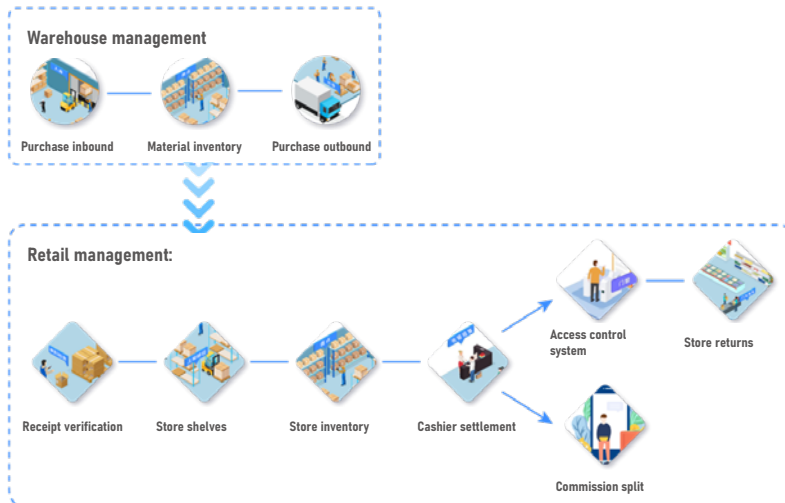 Warehouse management
Purchase inbound
Material inventory
Purchase outbound
Retail management:
Receipt verification
Store shelves
Store inventory
Cashier settlement
Access control
system
Store returns
Commission split